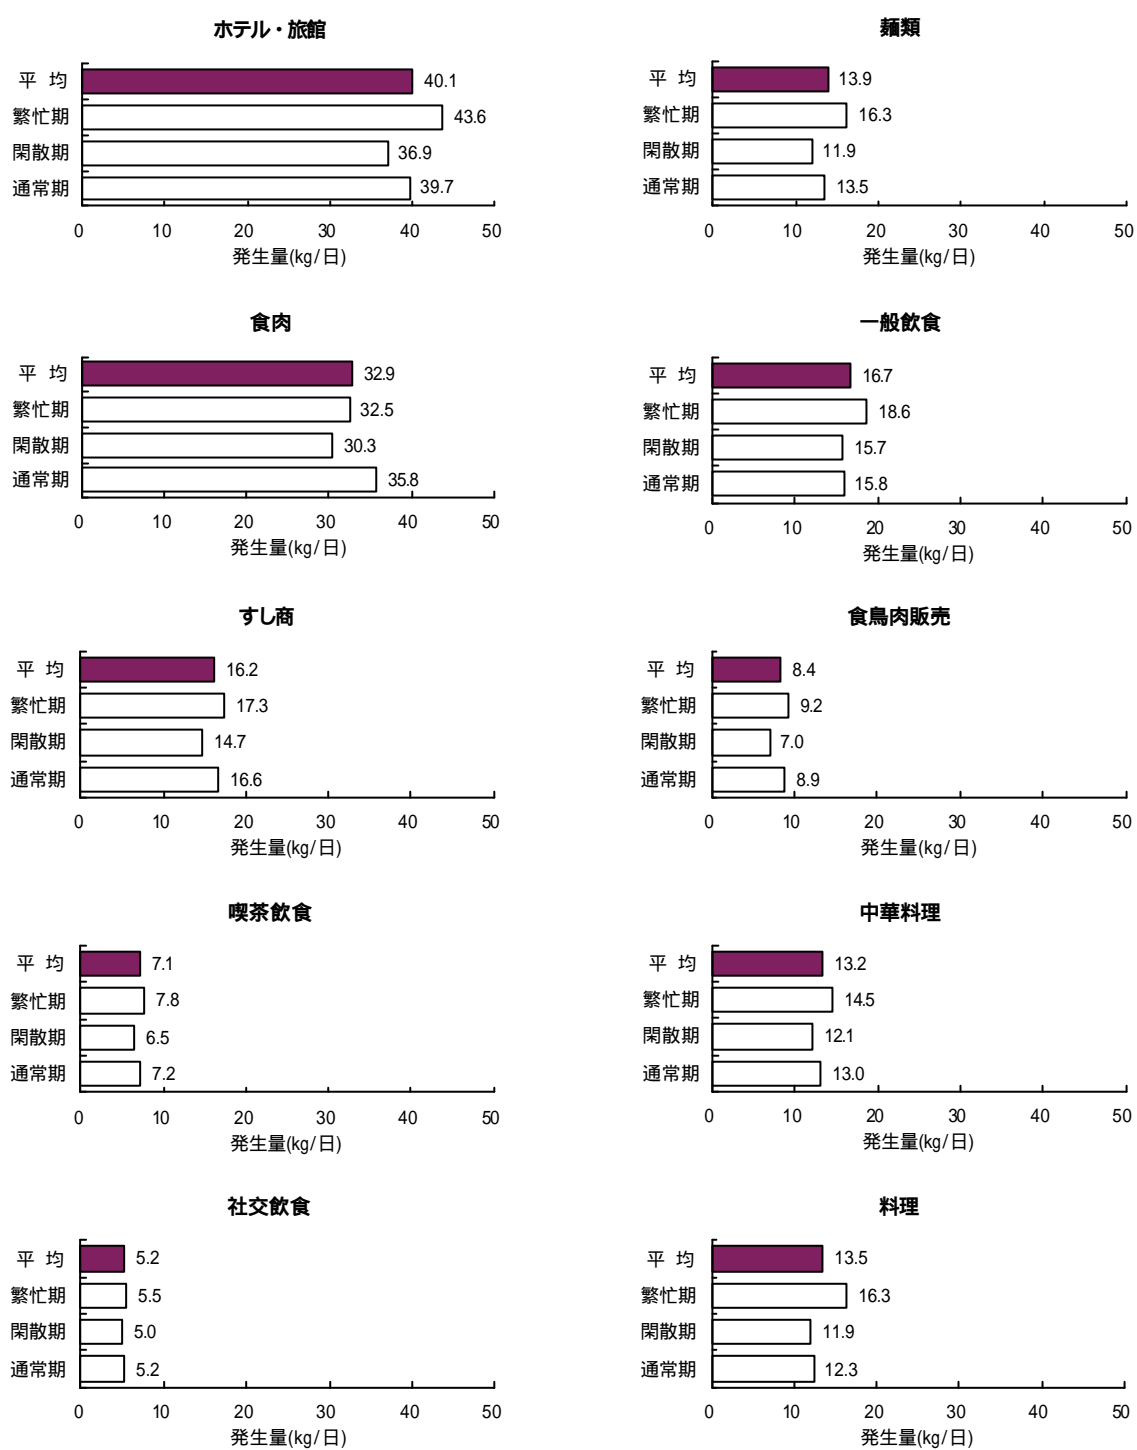 ホテル・旅館
平 均
40.1
繁忙期
43.6
閑散期
36.9
通常期
39.7
0 10 20 30 40 50
発生量(kg/日)
麺類
平 均
13.9
繁忙期
16.3
閑散期
11.9
通常期
13.5
0 10 20 30 40 50
発生量(kg/日)
食肉
平 均
32.9
繁忙期
32.5
閑散期
30.3
通常期
35.8
0 10 20 30 40 50
発生量(kg/日)
一般飲食
平 均
16.7
繁忙期
18.6
閑散期
15.7
通常期
15.8
0 10 20 30 40 50
発生量(kg/日)
すし商
平 均
16.2
繁忙期
17.3
閑散期
14.7
通常期
16.6
0 10 20 30 40 50
発生量(kg/日)
食鳥肉販売
平 均
8.4
繁忙期
9.2
閑散期
7.0
通常期
8.9
0 10 20 30 40 50
発生量(kg/日)
喫茶飲食
平 均
7.1
繁忙期
7.8
閑散期
6.5
通常期
7.2
0 10 20 30 40 50
発生量(kg/日)
中華料理
平 均
13.2
繁忙期
14.5
閑散期
12.1
通常期
13.0
0 10 20 30 40 50
発生量(kg/日)
社交飲食
平 均
5.2
繁忙期
5.5
閑散期
5.0
通常期
5.2
0 10 20 30 40 50
発生量(kg/日)
料理
平 均
13.5
繁忙期
16.3
閑散期
11.9
通常期
12.3
0 10 20 30 40 50
発生量(kg/日)